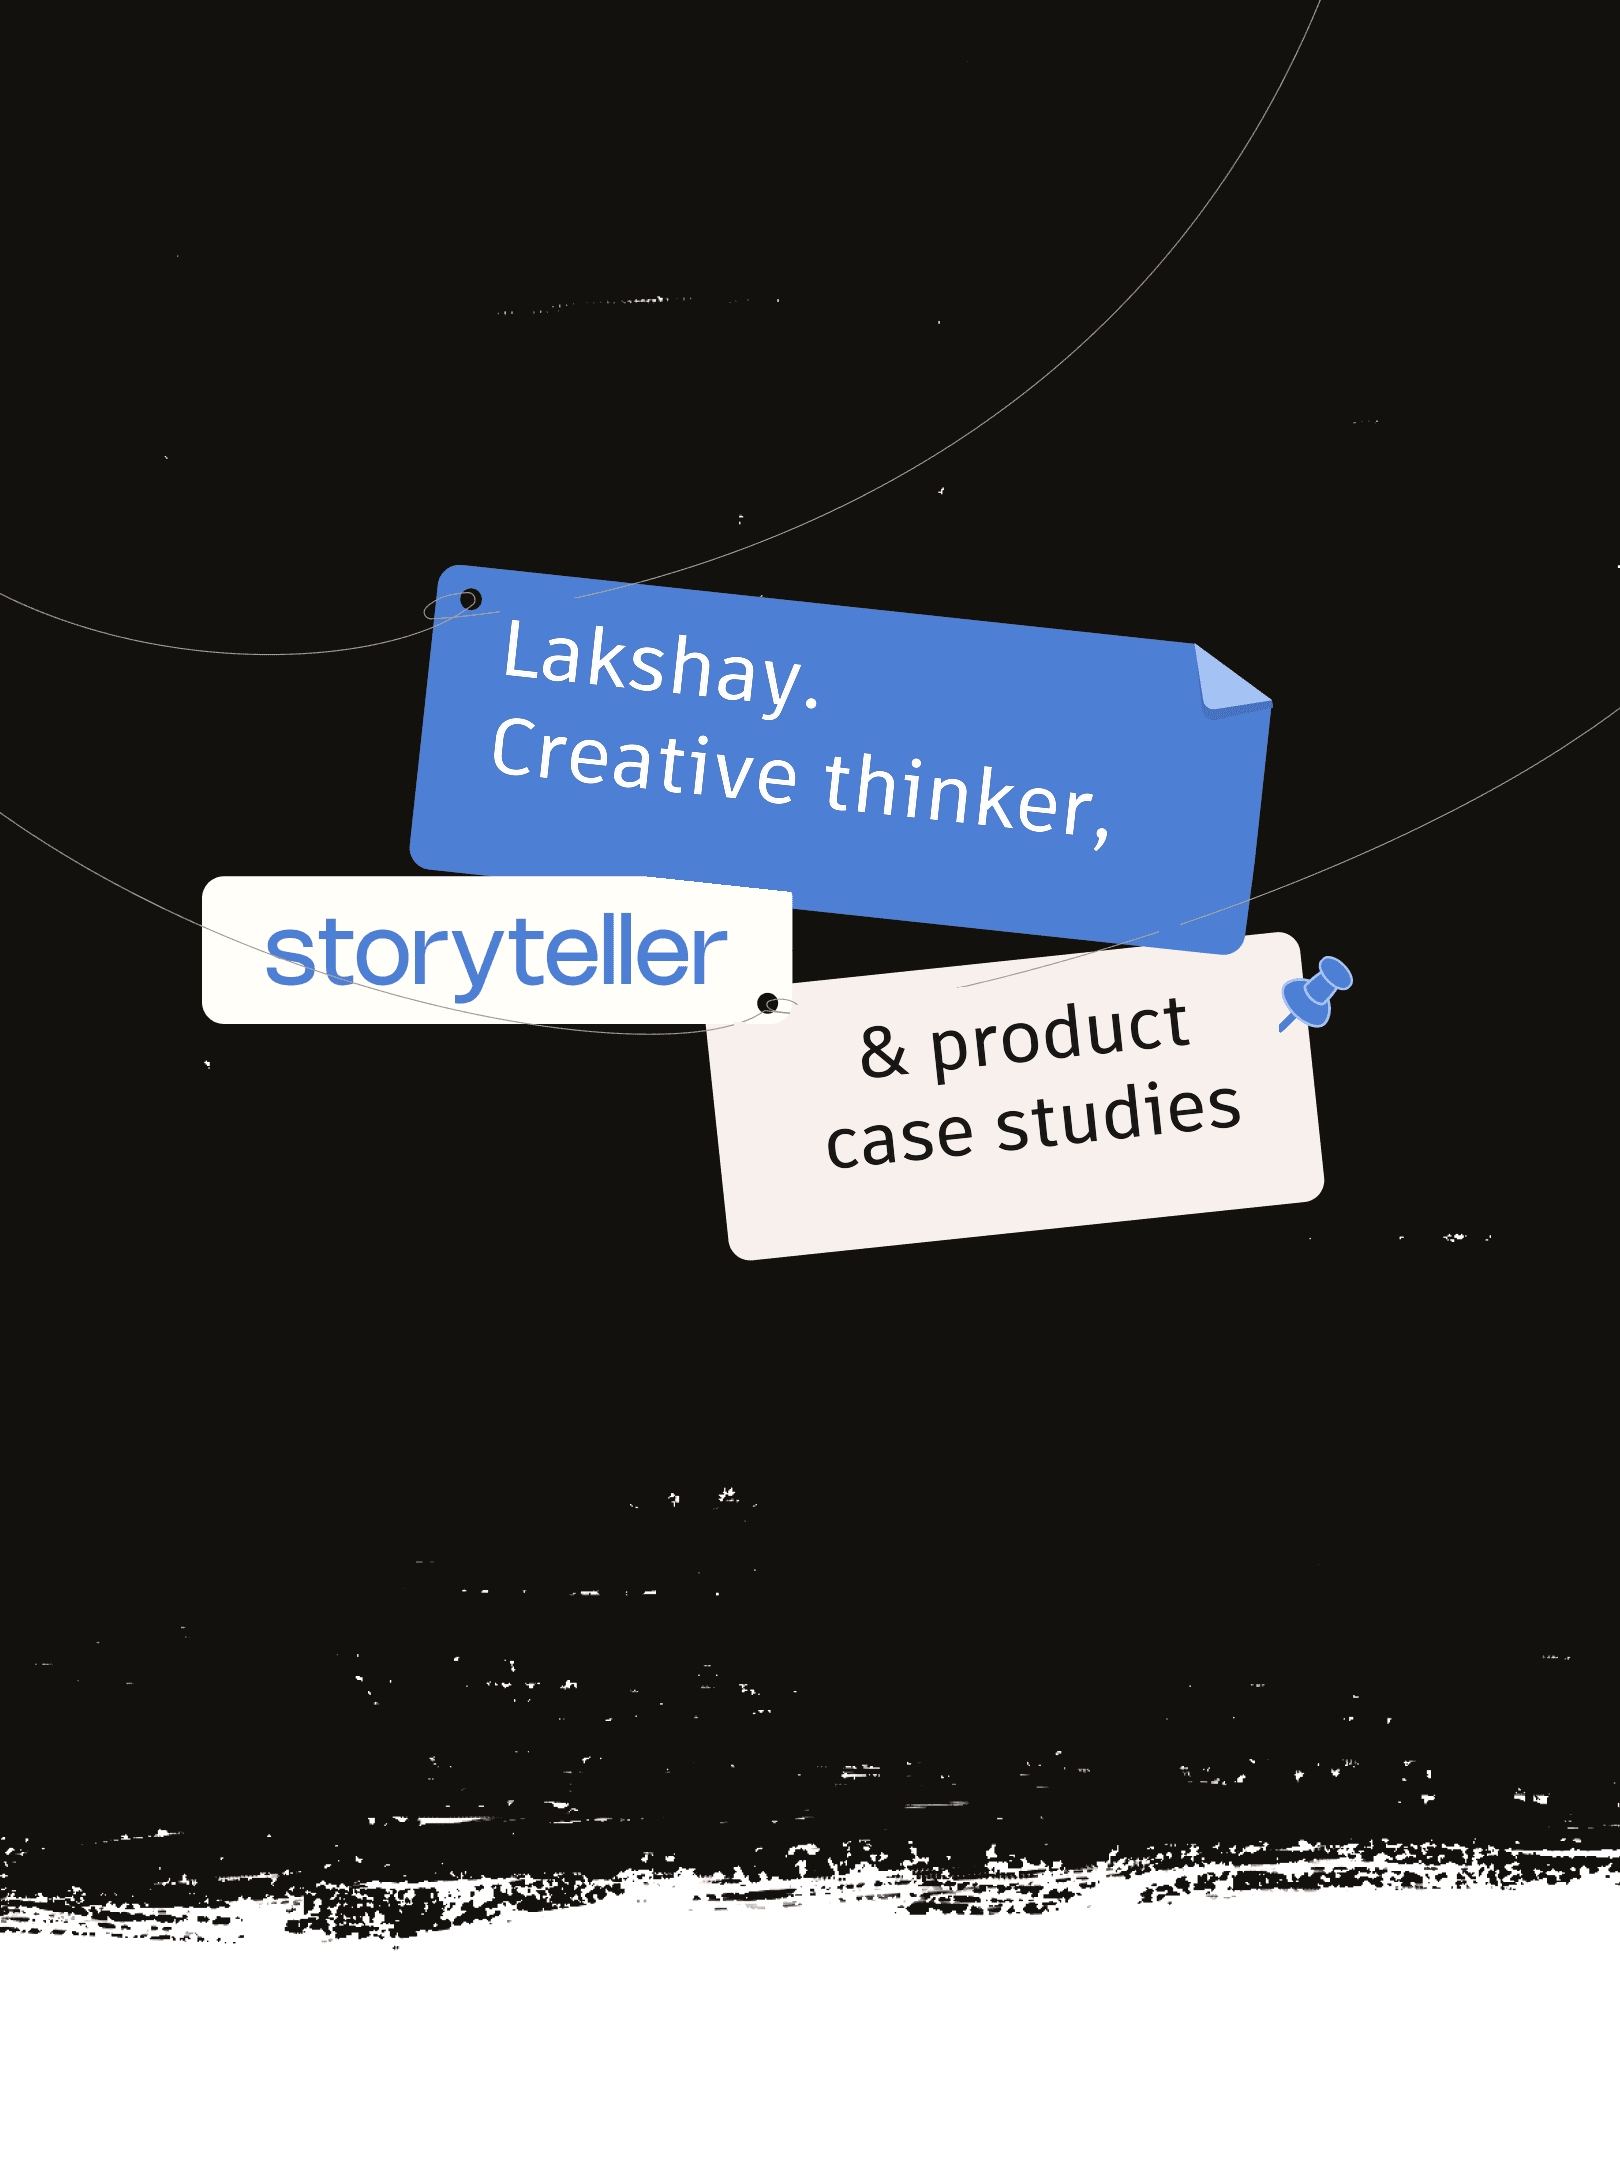 Lakshay.
Creative thinker,
storyteller
& product
case studies